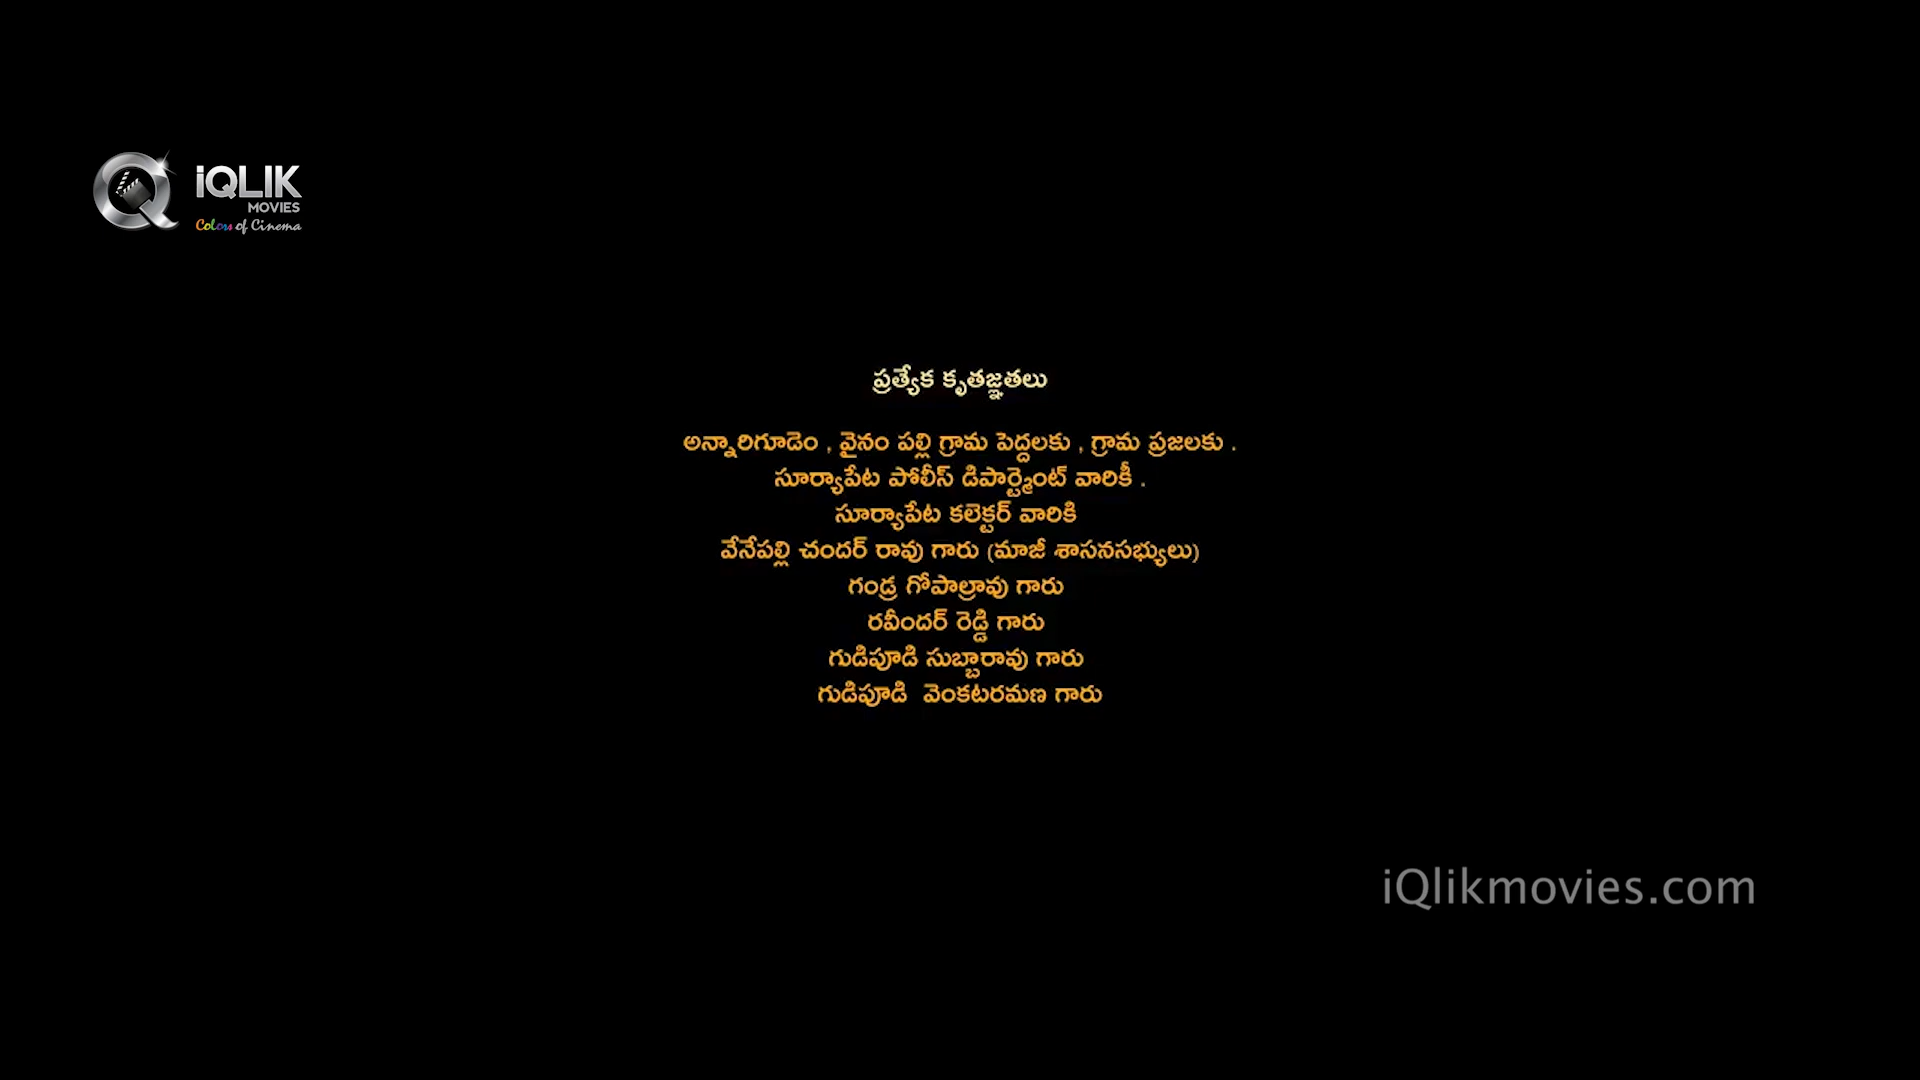 iQLIK
MOVIES
Colors of Cinema
ప్రత్యేక కృతజ్ఞతలు
అన్నారిగూడెం , వైనం పల్లి గ్రామ పెద్దలకు , గ్రామ ప్రజలకు .
సూర్యాపేట పోలీస్ డిపార్ట్మెంట్ వారికీ .
సూర్యాపేట కలెక్టర్ వారికి
వేనేపల్లి చందర్ రావు గారు (మాజీ శాసనసభ్యులు)
గండ్ర గోపాల్రావు గారు
రవీందర్ రెడ్డి గారు
గుడిపూడి సుబ్బారావు గారు
గుడిపూడి వెంకటరమణ గారు
iQlikmovies.com